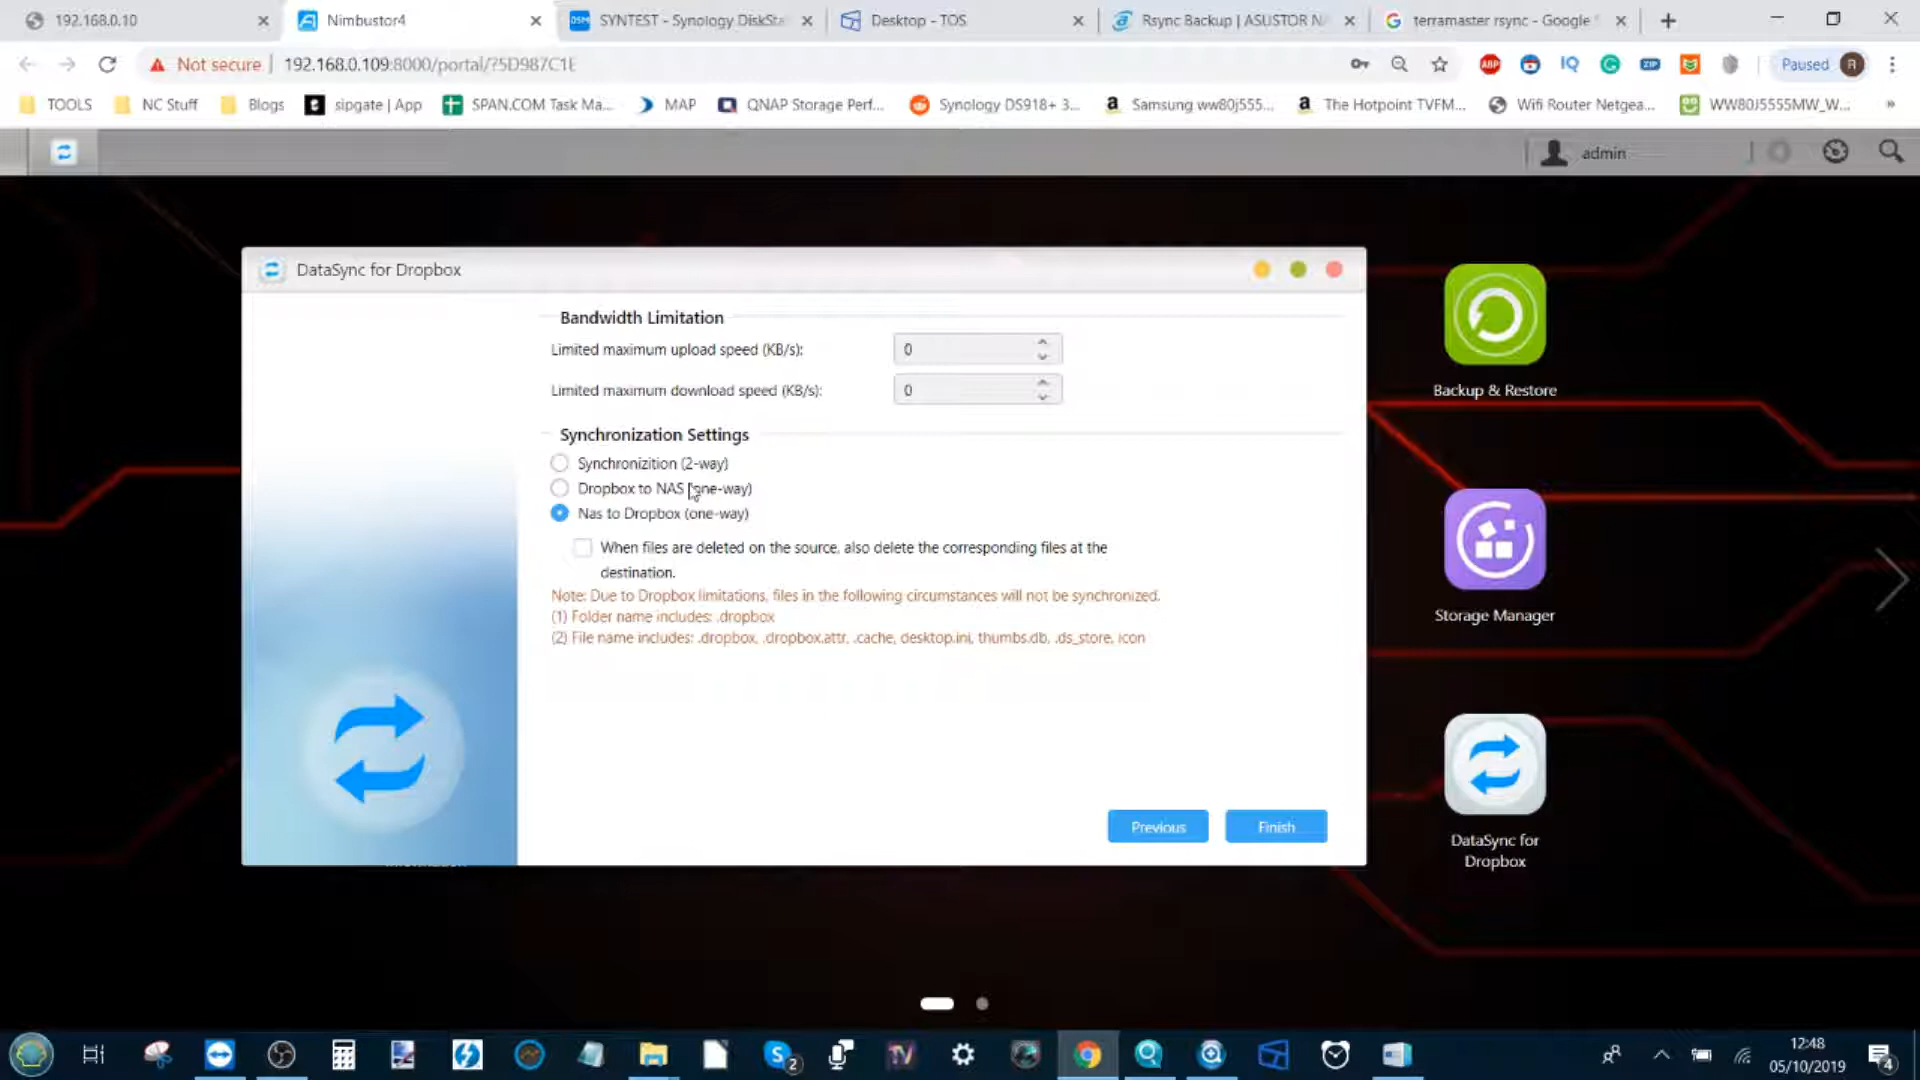 192.168.0.10
Nimbustor4
DSM
SYNTEST - Synology DiskSta
Desktop - TOS
Rsync Backup | ASUSTOR N
terramaster rsync - Google
Not secure
192.168.0.109:8000/portal/?5D987C1E
ABP
IQ
ZIP
Paused
R
TOOLS
NC Stuff
Blogs
sipgate | App
SPAN.COM Task Ma...
MAP
QNAP Storage Perf...
Synology DS918+ 3...
Samsung ww80j555...
The Hotpoint TVFM...
Wifi Router Netgea...
WW80J5555MW_W...
admin
DataSync for Dropbox
Bandwidth Limitation
Limited maximum upload speed (KB/s):
0
Limited maximum download speed (KB/s):
0
Synchronization Settings
Synchronizition (2-way)
Dropbox to NAS (one-way)
Nas to Dropbox (one-way)
When files are deleted on the source, also delete the corresponding files at the
destination.
Note: Due to Dropbox limitations, files in the following circumstances will not be synchronized.
(1) Folder name includes: .dropbox
(2) File name includes: .dropbox, .dropbox.attr, .cache, desktop.ini, thumbs.db, .ds_store, icon
Previous
Finish
Backup & Restore
Storage Manager
DataSync for
Dropbox
2
TV
12:48
05/10/2019
4